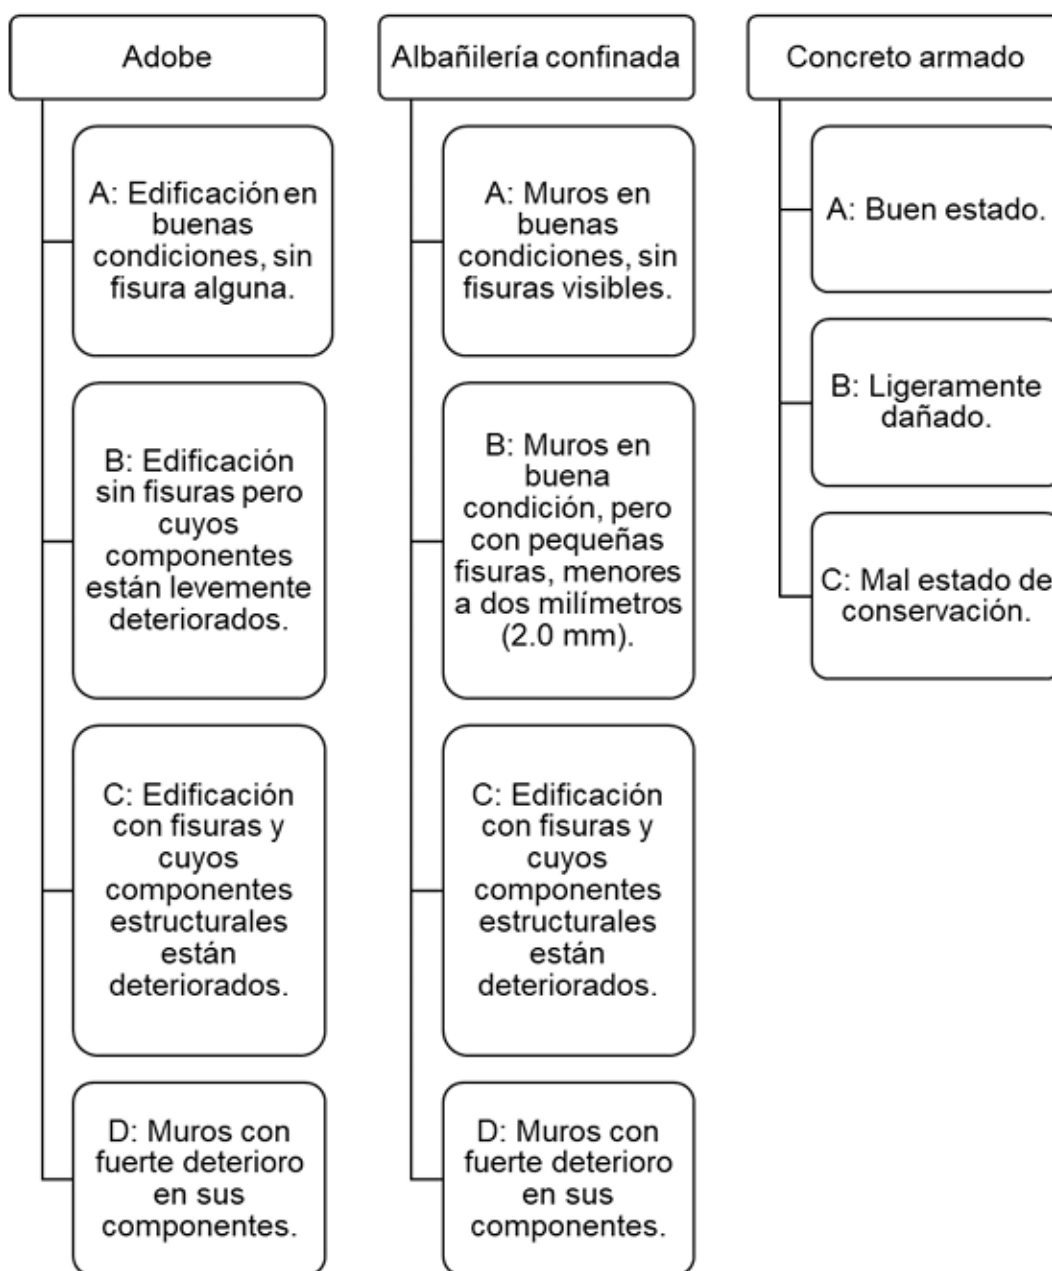 Adobe
A: Edificación en
buenas
condiciones, sin
fisura alguna.
B: Edificación
sin fisuras pero
cuyos
componentes
están levemente
deteriorados.
C: Edificación
con fisuras y
cuyos
componentes
estructurales
están
deteriorados.
D: Muros con
fuerte deterioro
en sus
componentes.
Albañilería confinada
A: Muros en
buenas
condiciones, sin
fisuras visibles.
B: Muros en
buena
condición, pero
con pequeñas
fisuras, menores
a dos milímetros
(2.0 mm).
C: Edificación
con fisuras y
cuyos
componentes
estructurales
están
deteriorados.
D: Muros con
fuerte deterioro
en sus
componentes.
Concreto armado
A: Buen estado.
B: Ligeramente
dañado.
C: Mal estado de
conservación.